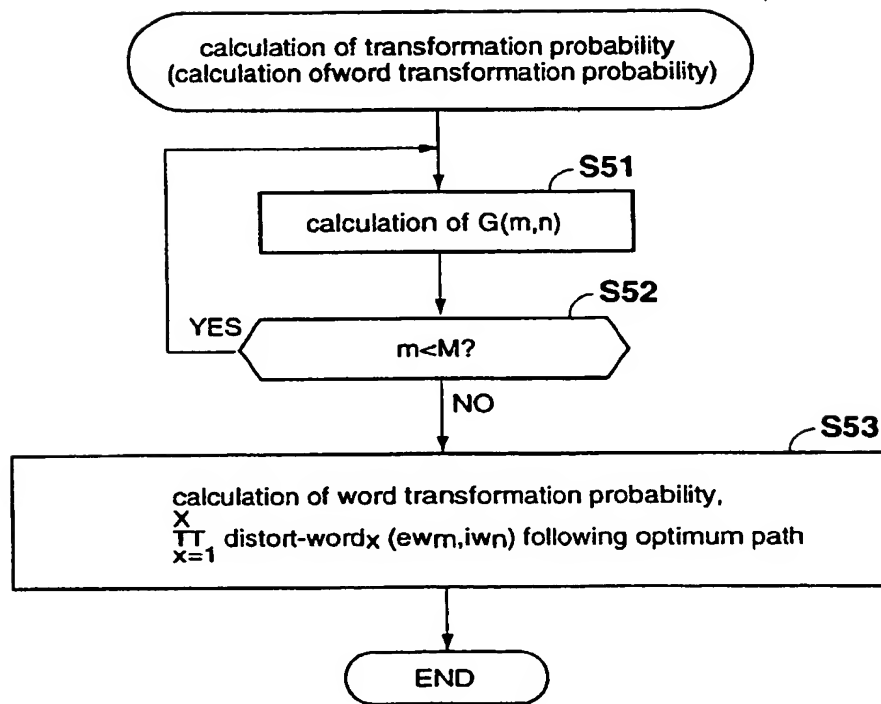 calculation of transformation probability
(calculation ofword transformation probability)
S51
calculation of G(m,n)
S52
YES
m<M?
NO
S53
calculation of word transformation probability,
X
π distort-wordx (ewm,iwn) following optimum path
x=1
END